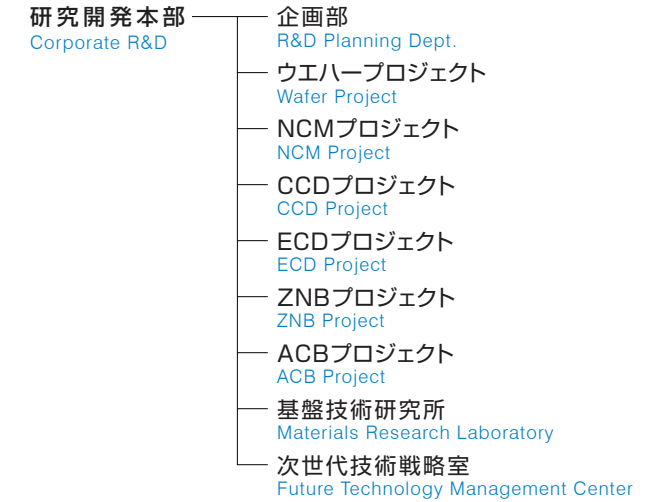 研究開発本部
Corporate R&D
企画部
R&D Planning Dept.
ウエハープロジェクト
Wafer Project
NCMプロジェクト
NCM Project
CCDプロジェクト
CCD Project
ECDプロジェクト
ECD Project
ZNBプロジェクト
ZNB Project
ACBプロジェクト
ACB Project
基盤技術研究所
Materials Research Laboratory
次世代技術戦略室
Future Technology Management Center